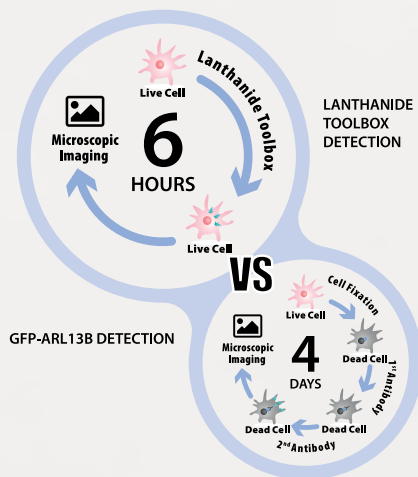 Live Cell
Lanthanide Toolbox
Microscopic
Imaging
6
HOURS
Live Cell
LANTHANIDE
TOOLBOX
DETECTION
VS
GFP-ARL13B DETECTION
Live Cell
Cell Fixation
Dead Cell
1st Antibody
Dead Cell
2nd Antibody
Dead Cell
Microscopic
Imaging
4
DAYS